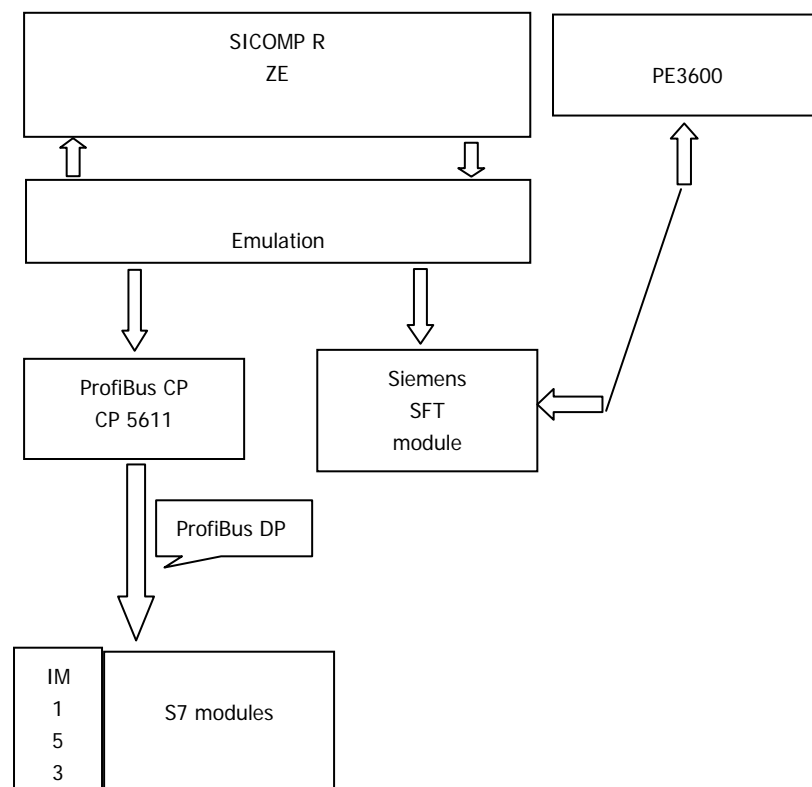 SICOMP R
ZE
PE3600
Emulation
ProfiBus CP
CP 5611
Siemens
SFT
module
ProfiBus DP
IM
1
5
3
S7 modules